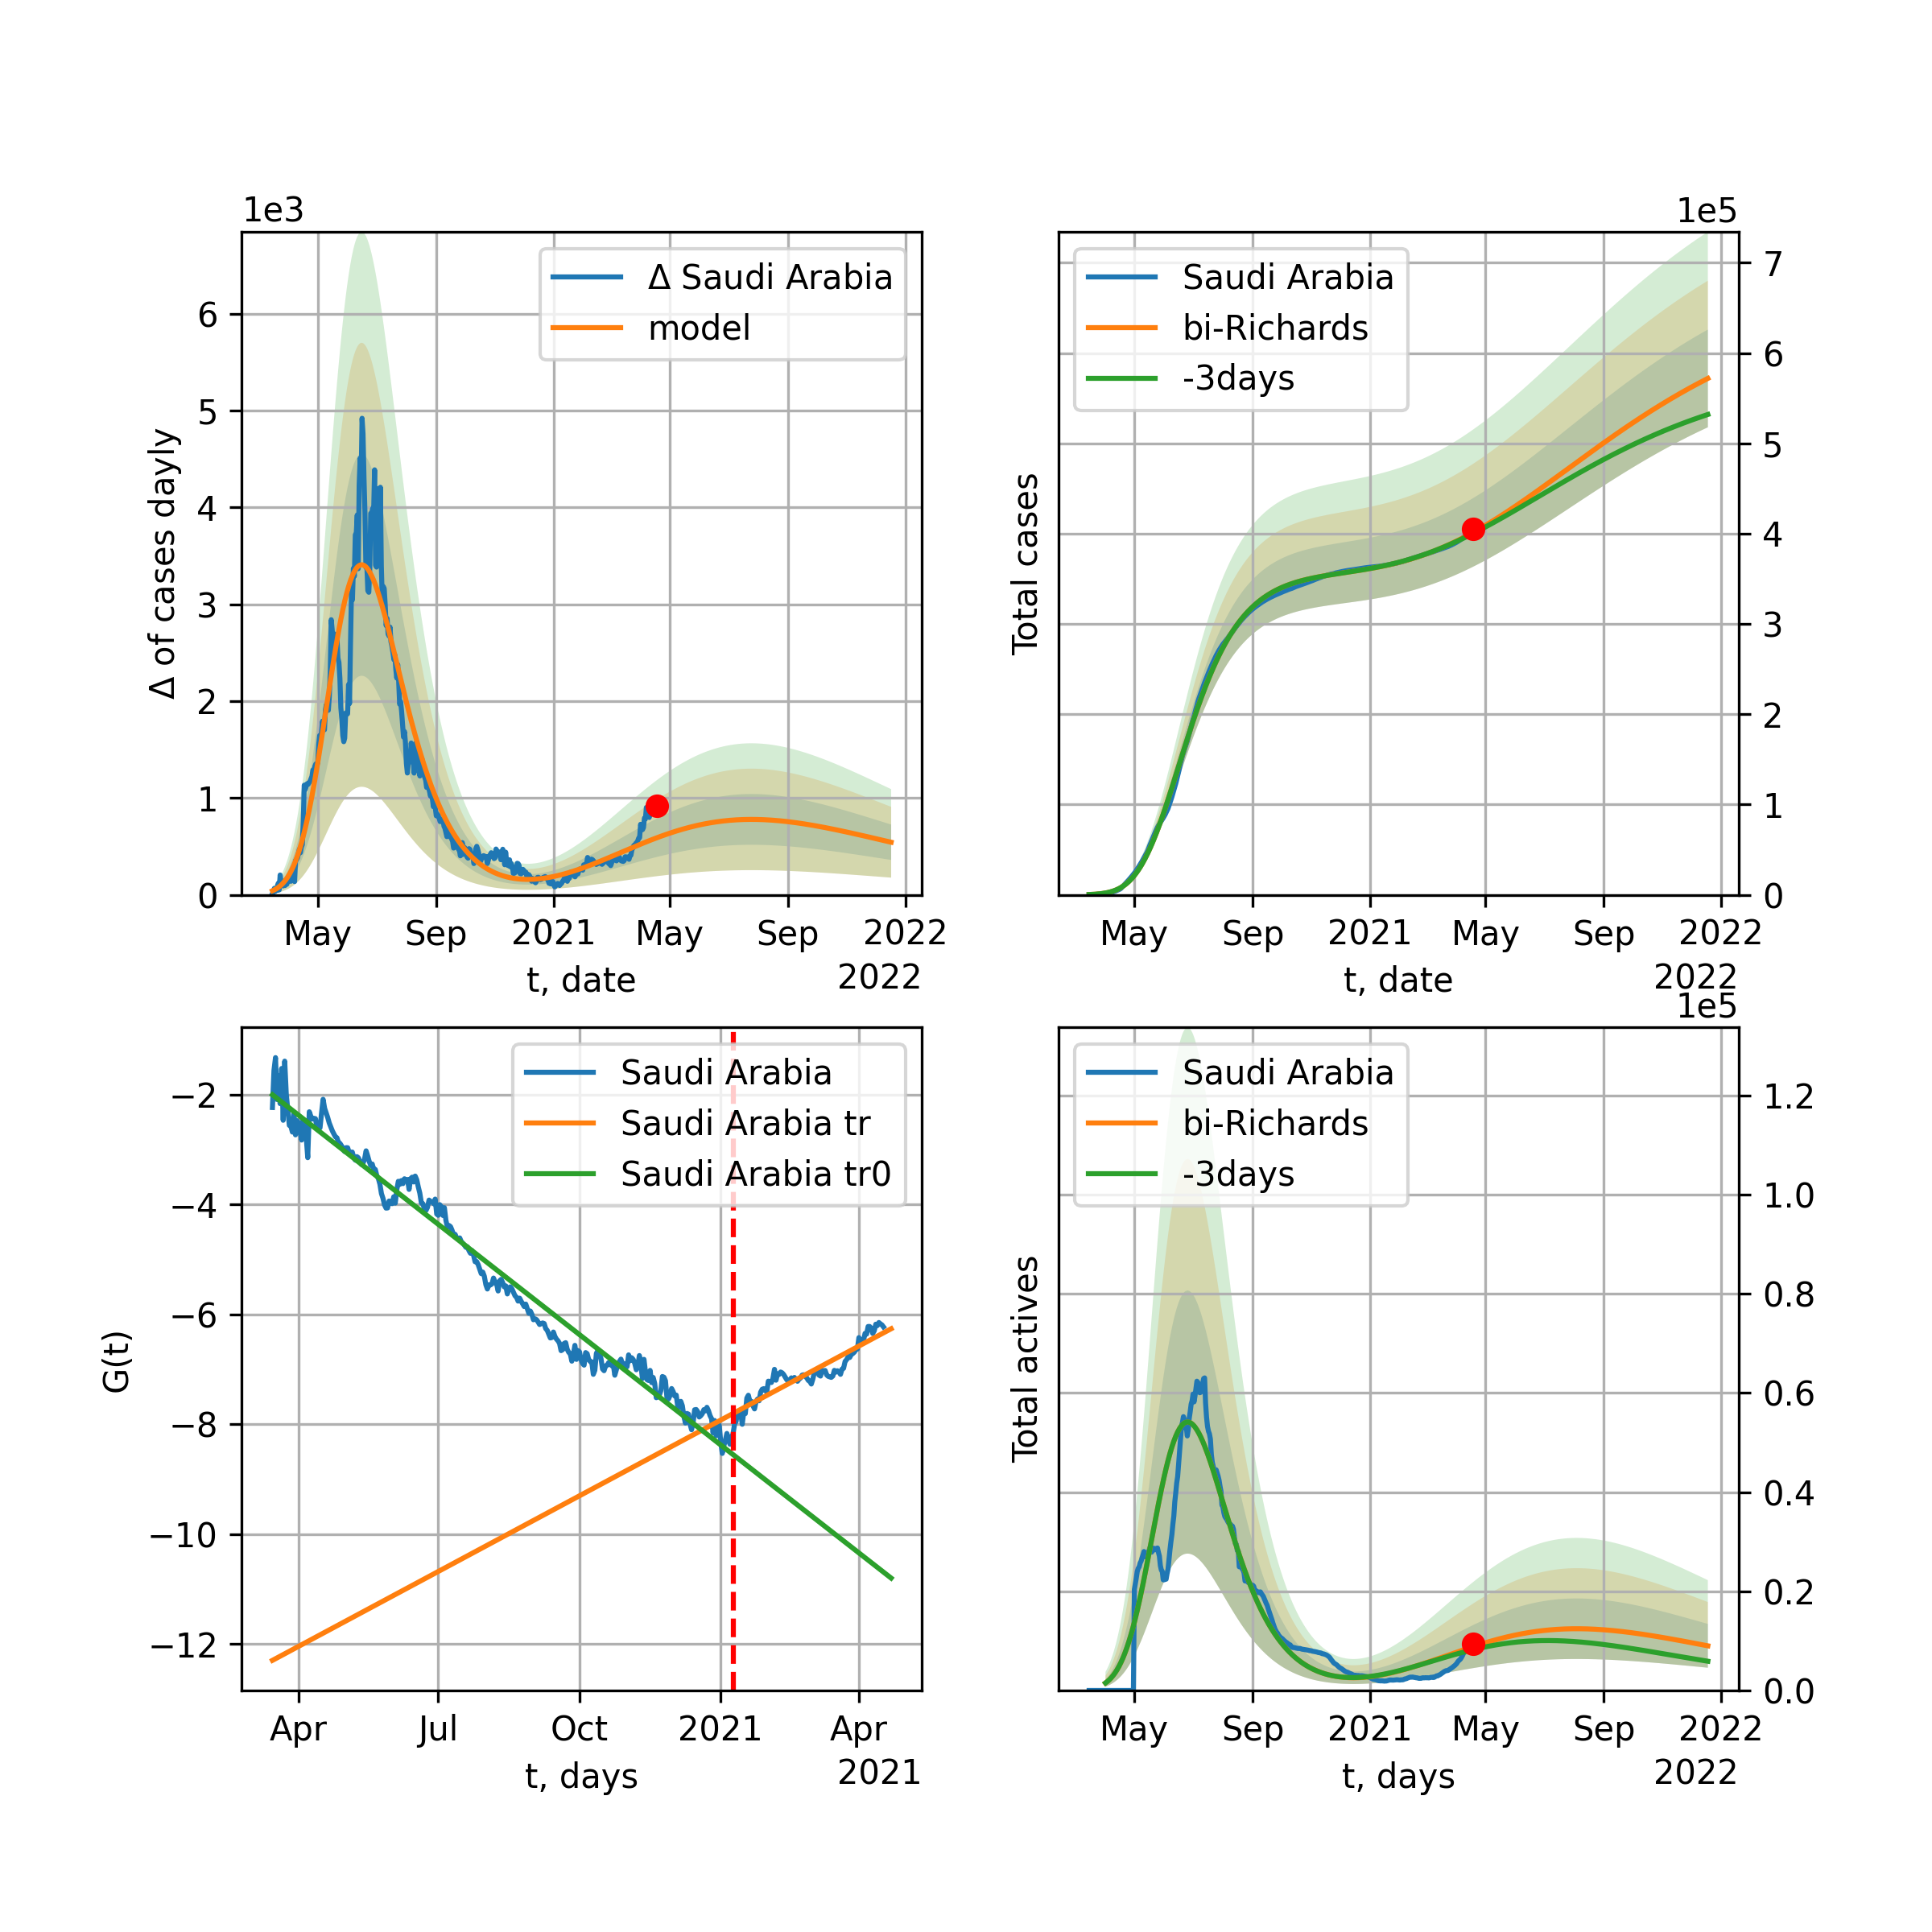 1e3
Δ of cases dayly
6
5
4
3
2
1
0
Δ Saudi Arabia
model
May Sep 2021 May Sep 2022
t, date 2022
1e5
Total cases
Saudi Arabia
bi-Richards
-3days
7
6
5
4
3
2
1
0
May Sep 2021 May Sep 2022
t, date 2022
G(t)
−2
−4
−6
−8
−10
−12
Saudi Arabia
Saudi Arabia tr
Saudi Arabia tr0
Apr Jul Oct 2021 Apr
t, days 2021
1e5
Total actives
Saudi Arabia
bi-Richards
-3days
1.2
1.0
0.8
0.6
0.4
0.2
0.0
May Sep 2021 May Sep 2022
t, days 2022